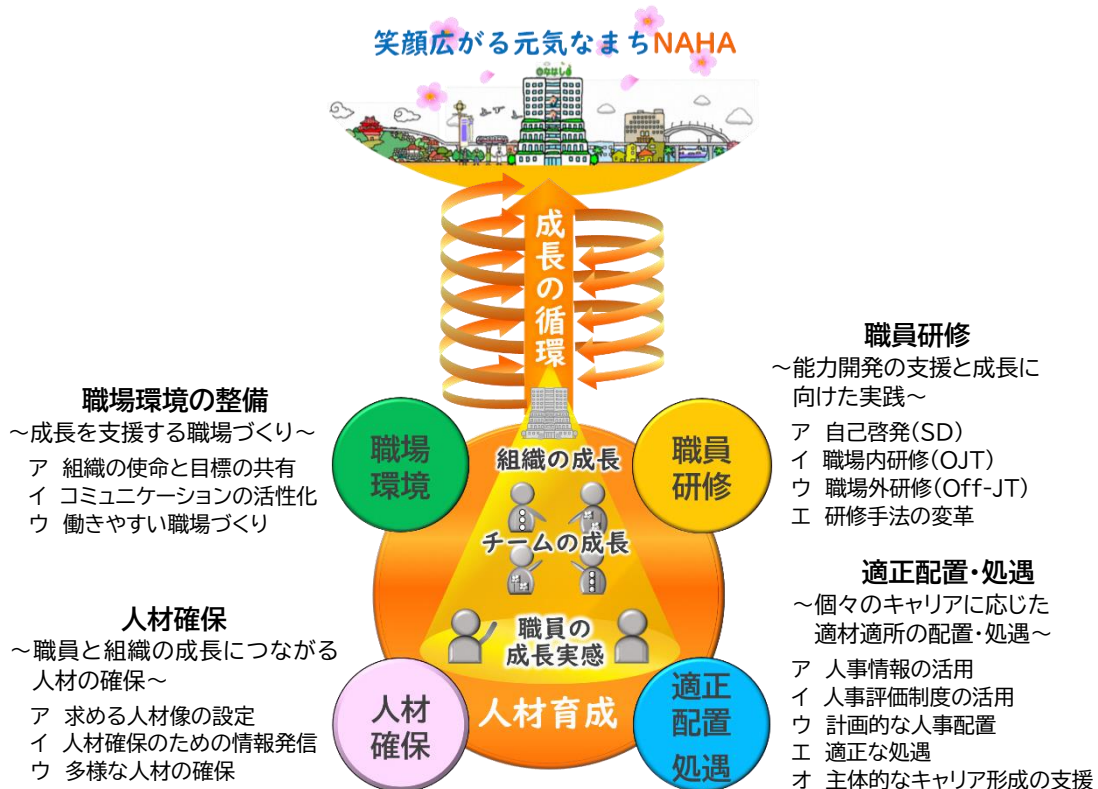 笑顔広がる元気なまちNAHA
ななしの
成長の循環
職場環境の整備
～成長を支援する職場づくり～
ア 組織の使命と目標の共有
イ コミュニケーションの活性化
ウ 働きやすい職場づくり
職場
環境
職員
研修
職員研修
～能力開発の支援と成長に
向けた実践～
ア 自己啓発(SD)
イ 職場内研修(OJT)
ウ 職場外研修(Off-JT)
エ 研修手法の変革
組織の成長
チームの成長
職員の
成長実感
人材育成
人材確保
～職員と組織の成長につながる
人材の確保～
ア 求める人材像の設定
イ 人材確保のための情報発信
ウ 多様な人材の確保
人材
確保
適正
配置
処遇
適正配置・処遇
～個々のキャリアに応じた
適材適所の配置・処遇～
ア 人事情報の活用
イ 人事評価制度の活用
ウ 計画的な人事配置
エ 適正な処遇
オ 主体的なキャリア形成の支援